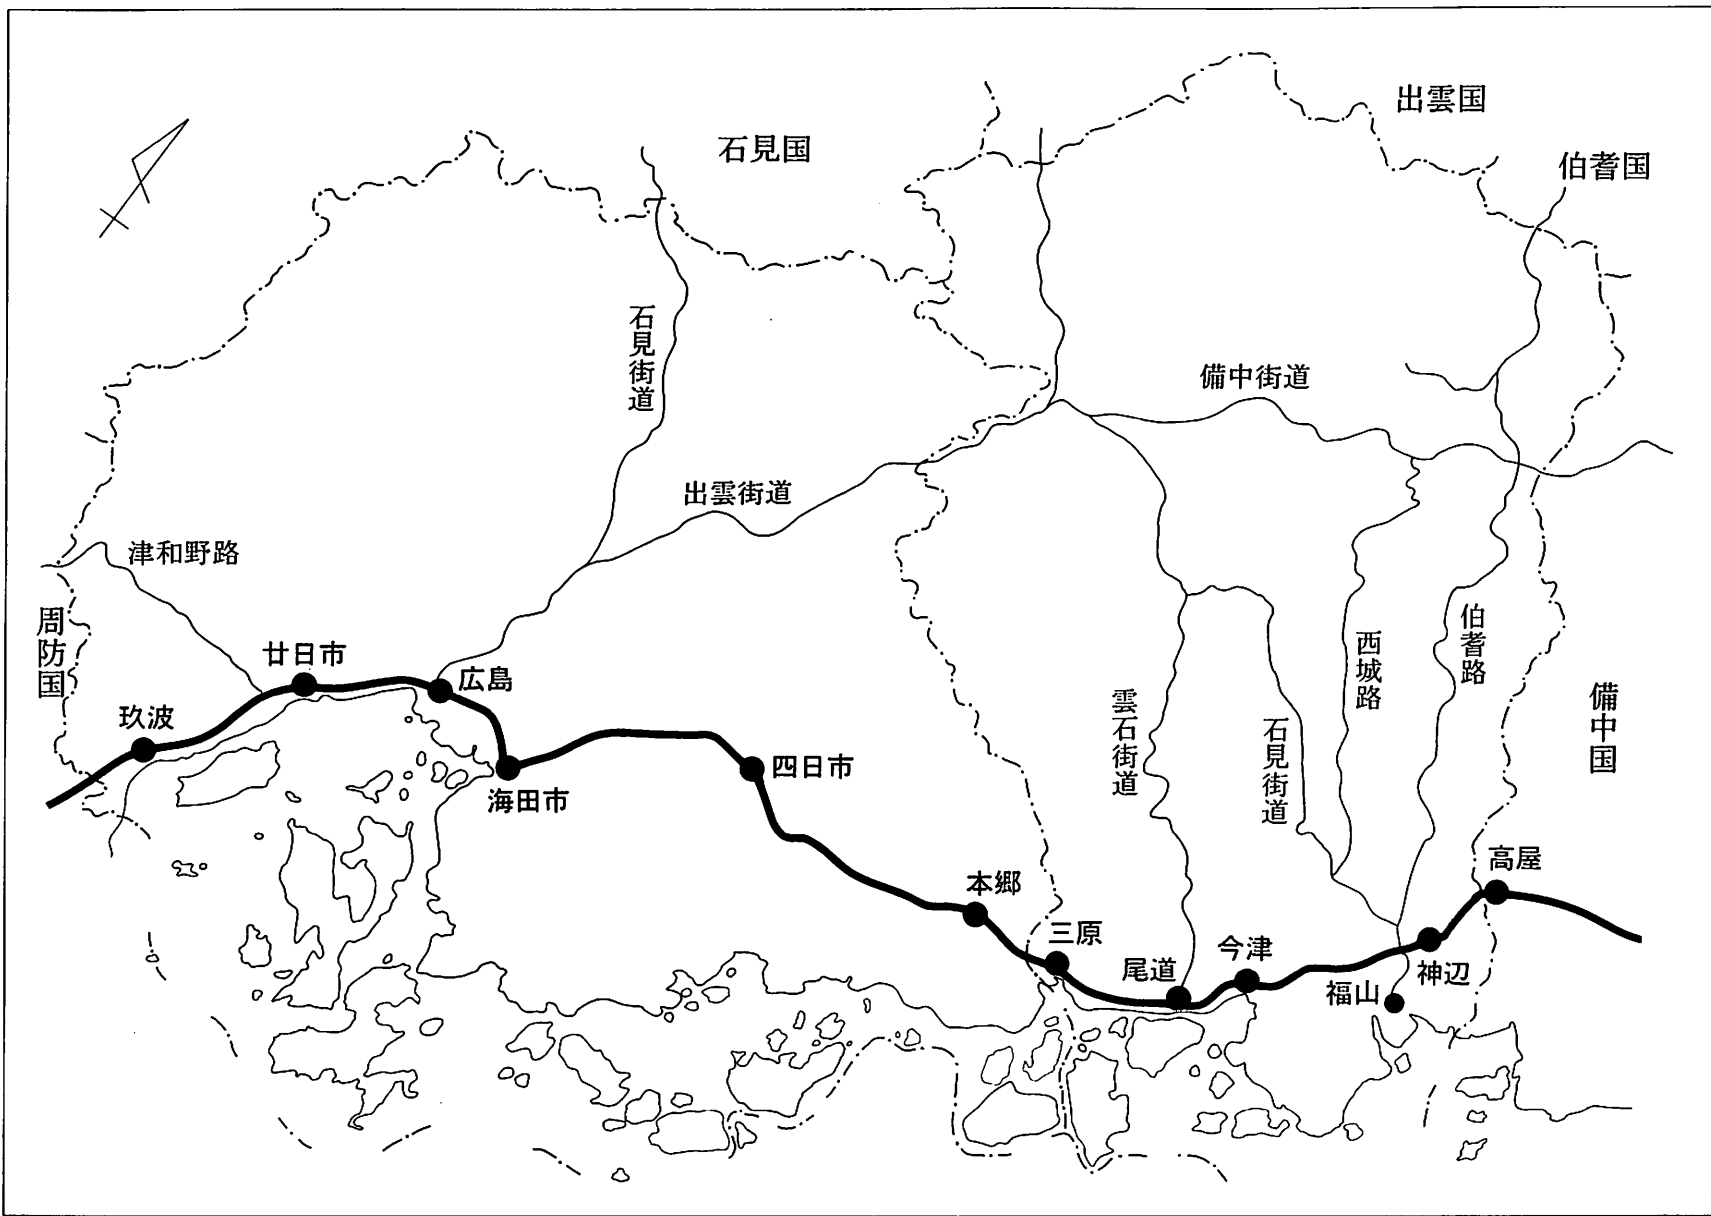 出雲国
石見国
伯耆国
石見街道
備中街道
出雲街道
津和野路
周防国
廿日市
広島
玖波
海田市
四日市
伯耆路
西城路
雲石街道
石見街道
備中国
本郷
三原
尾道
今津
福山
神辺
高屋